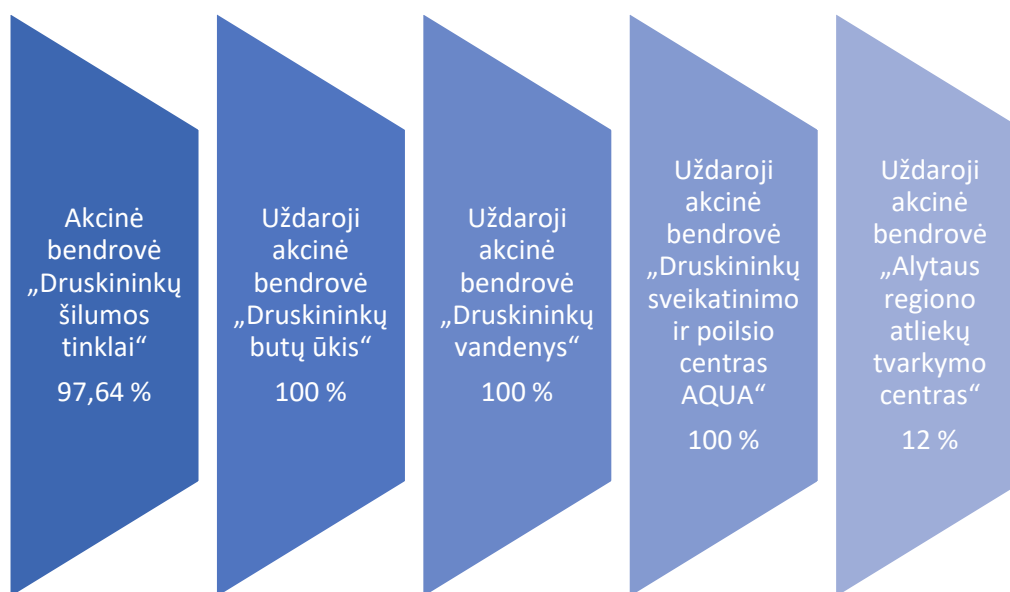 Akcinė
bendrovė
„Druskininkų
šilumos
tinklai“
97,64 %
Uždaroji
akcinė
bendrovė
„Druskininkų
butų ūkis“
100 %
Uždaroji
akcinė
bendrovė
„Druskininkų
vandenys“
100 %
Uždaroji
akcinė
bendrovė
„Druskininkų
sveikatinimo
ir poilsio
centras
AQUA“
100 %
Uždaroji
akcinė
bendrovė
„Alytaus
regiono
atliekų
tvarkymo
centras“
12 %